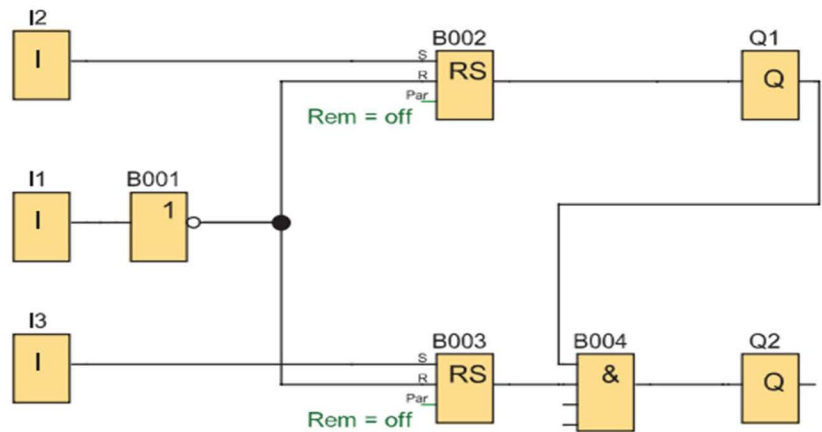 I2
I
B002
S
R
Par
RS
Rem = off
Q1
Q
I1
I
B001
1
I3
I
B003
S
R
Par
RS
Rem = off
B004
&
Q2
Q